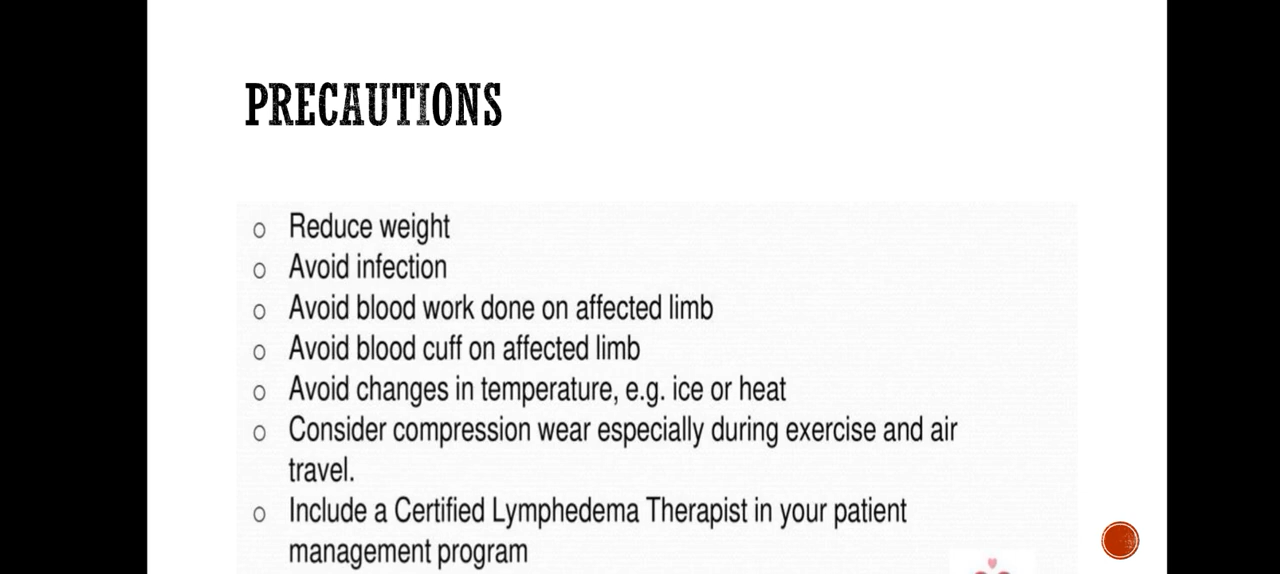 PRECAUTIONS
o Reduce weight
o Avoid infection
o Avoid blood work done on affected limb
o Avoid blood cuff on affected limb
o Avoid changes in temperature, e.g. ice or heat
o Consider compression wear especially during exercise and air
travel.
o Include a Certified Lymphedema Therapist in your patient
management program